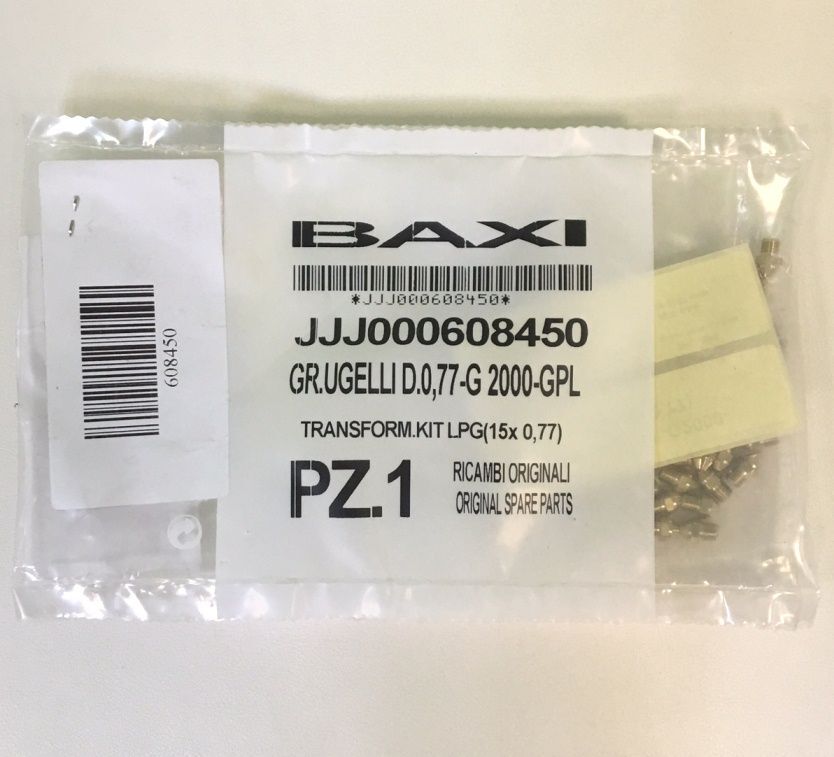 BAXI
*JJJ000608450*
JJJ000608450
GR.UGELLI D.0,77-G 2000-GPL
TRANSFORM.KIT LPG(15x 0,77)
PZ.1
RICAMBI ORIGINALI
ORIGINAL SPARE PARTS
608450